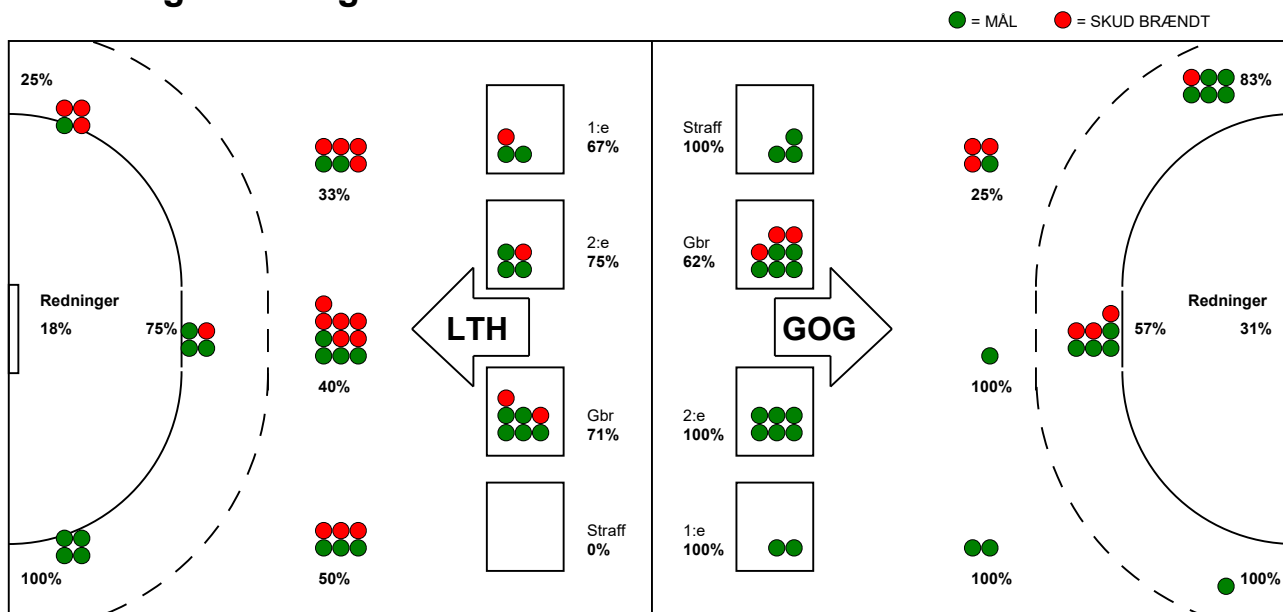 = MÅL
= SKUD BRÆNDT
25%
33%
Redninger
18%
75%
40%
100%
50%
LTH
1:e
67%
2:e
75%
Gbr
71%
Straff
0%
Straff
100%
Gbr
62%
GOG
2:e
100%
1:e
100%
83%
25%
Redninger
57%
31%
100%
100%
100%